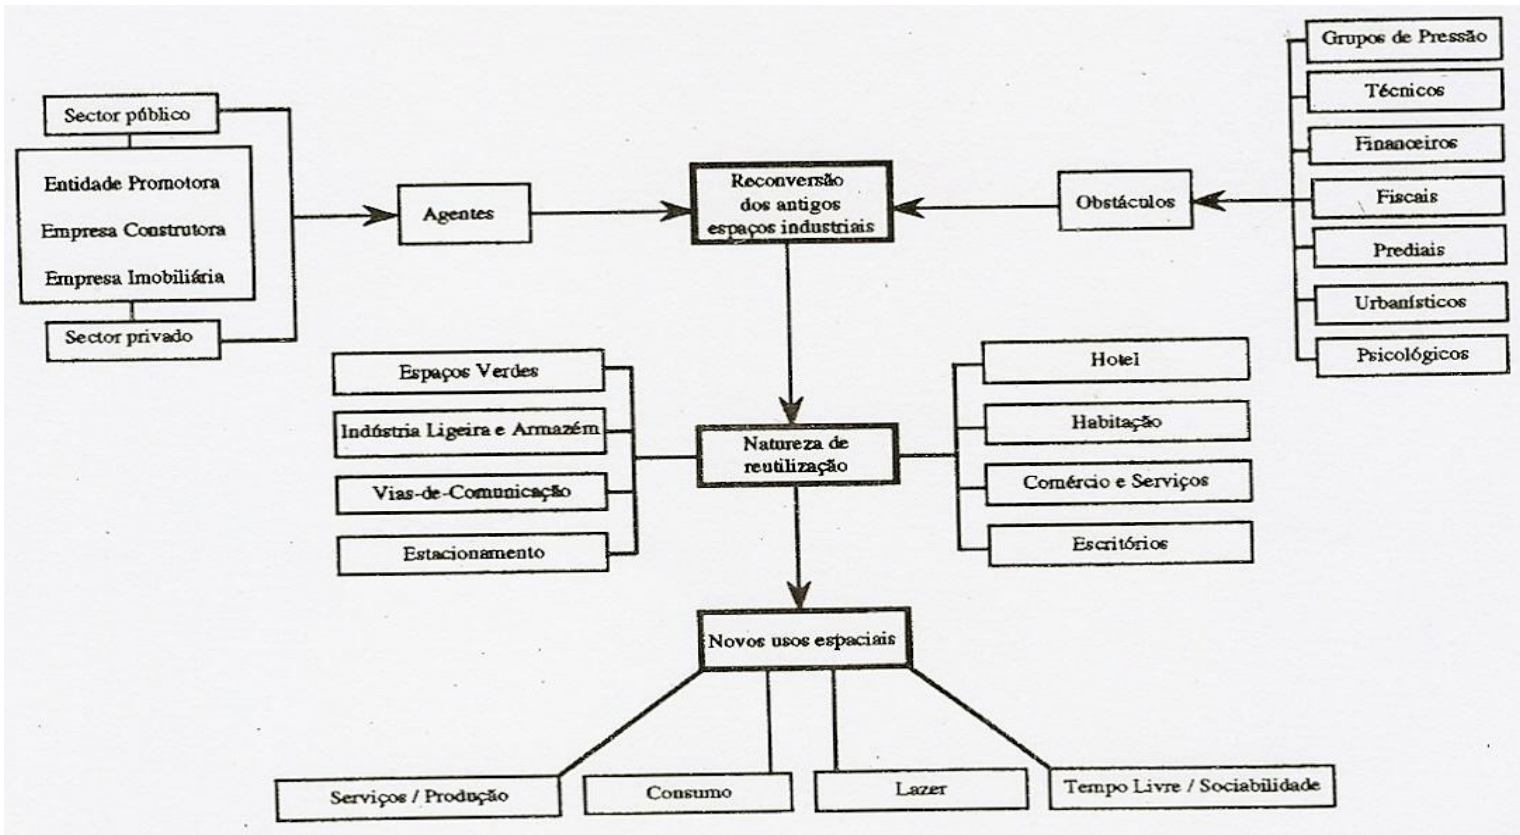 Grupos de Pressão
Técnicos
Financeiros
Fiscais
Prediais
Urbanísticos
Psicológicos
Obstáculos
Sector público
Entidade Promotora
Empresa Construtora
Empresa Imobiliária
Sector privado
Agentes
Reconversão
dos antigos
espaços industriais
Espaços Verdes
Indústria Ligeira e Armazém
Vias-de-Comunicação
Estacionamento
Natureza de
reutilização
Hotel
Habitação
Comércio e Serviços
Escritórios
Novos usos espaciais
Serviços / Produção
Consumo
Lazer
Tempo Livre / Sociabilidade